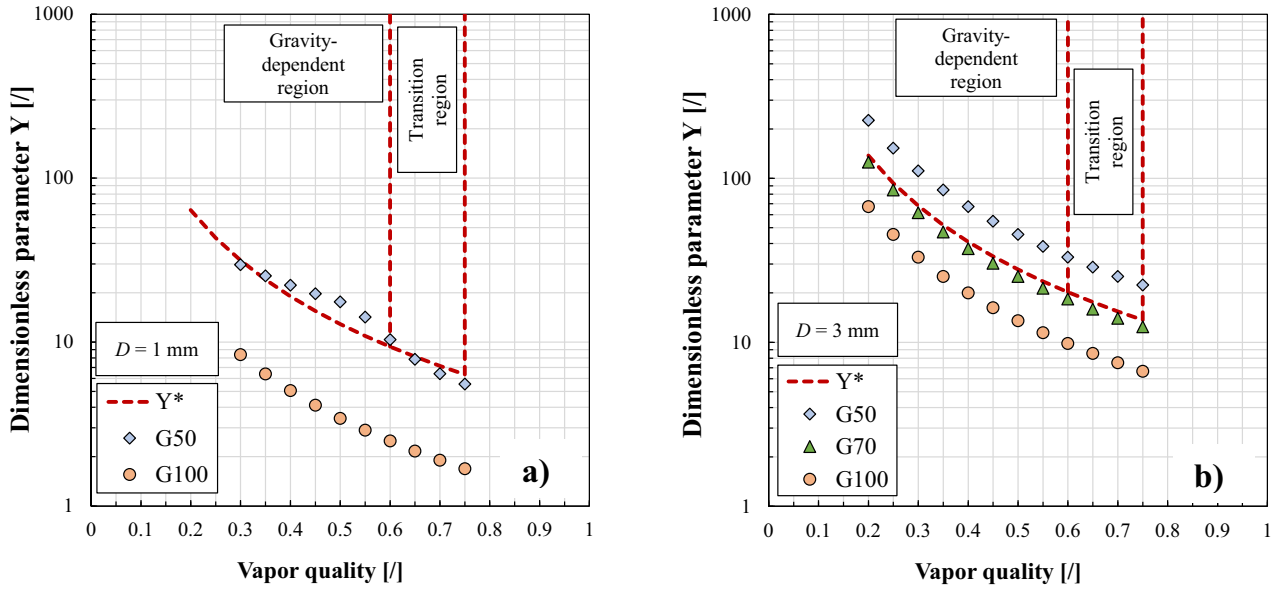 1000
100
10
1
Dimensionless parameter Y [/]
Gravity-
dependent
region
Transition
region
D = 1 mm
Y*
G50
G100
a)
0 0.1 0.2 0.3 0.4 0.5 0.6 0.7 0.8 0.9 1
Vapor quality [/]
1000
100
10
1
Dimensionless parameter Y [/]
Gravity-
dependent
region
Transition
region
D = 3 mm
Y*
G50
G70
G100
b)
0 0.1 0.2 0.3 0.4 0.5 0.6 0.7 0.8 0.9 1
Vapor quality [/]